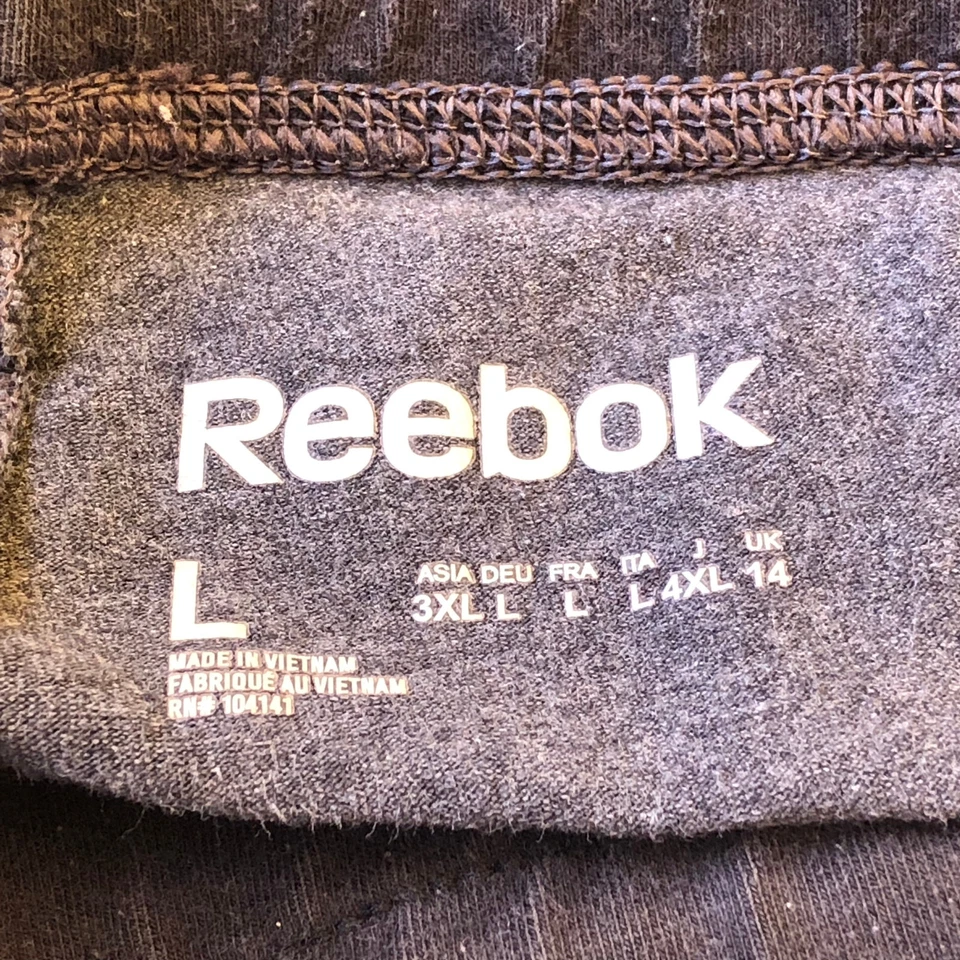 Reebok
L
ASIA DEU FRA ITA J UK
3XL L L L 4XL 14
MADE IN VIETNAM
FABRIQUÉ AU VIETNAM
RN# 104141